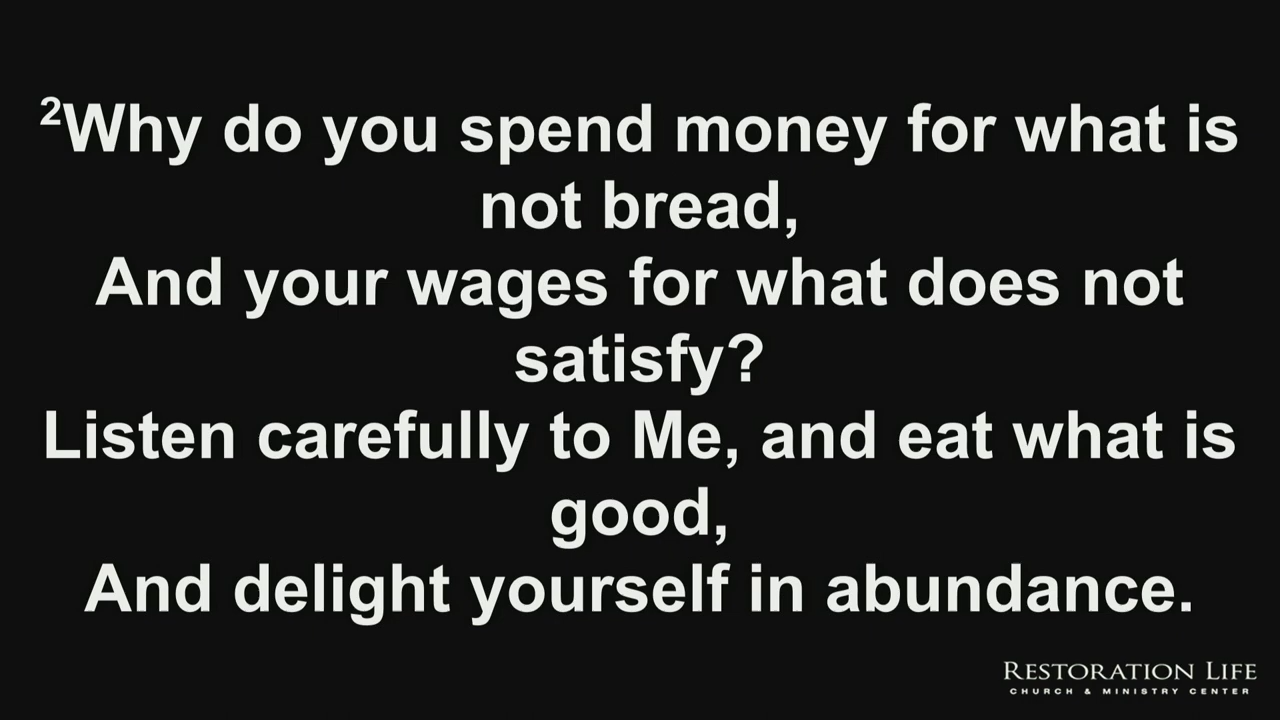 ²Why do you spend money for what is
not bread,
And your wages for what does not
satisfy?
Listen carefully to Me, and eat what is
good,
And delight yourself in abundance.
RESTORATION LIFE
CHURCH & MINISTRY CENTER